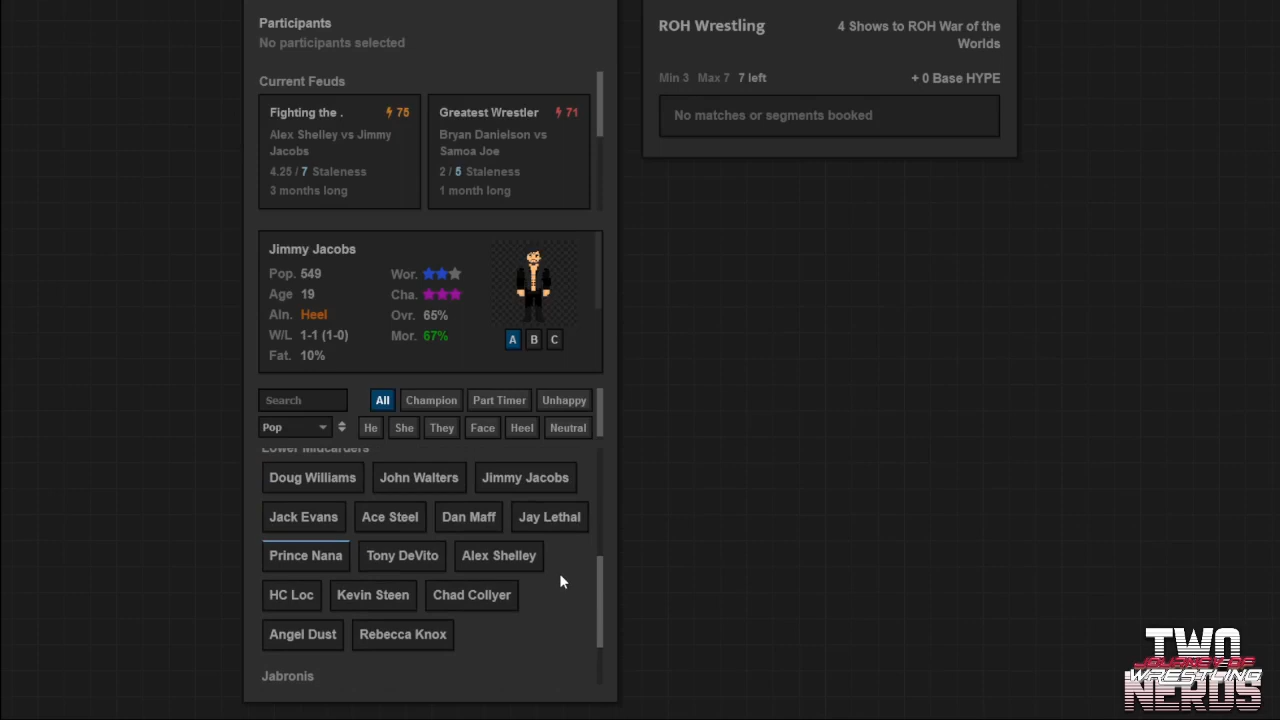 Participants
No participants selected
Current Feuds
Fighting the . 75
Alex Shelley vs Jimmy
Jacobs
4.25 / 7 Staleness
3 months long
Greatest Wrestler 71
Bryan Danielson vs
Samoa Joe
2 / 5 Staleness
1 month long
Jimmy Jacobs
Pop. 549
Age 19
Aln. Heel
W/L 1-1 (1-0)
Fat. 10%
Wor.
Cha.
Ovr. 65%
Mor. 67%
A B C
Search
All Champion Part Timer Unhappy
Pop
He She They Face Heel Neutral
Lower Midcarders
Doug Williams John Walters Jimmy Jacobs
Jack Evans Ace Steel Dan Maff Jay Lethal
Prince Nana Tony DeVito Alex Shelley
HC Loc Kevin Steen Chad Collyer
Angel Dust Rebecca Knox
Jabronis
ROH Wrestling
4 Shows to ROH War of the
Worlds
Min 3 Max 7 7 left
+ 0 Base HYPE
No matches or segments booked
TWO
JOURNEY OF
WRESTLING
NERDS